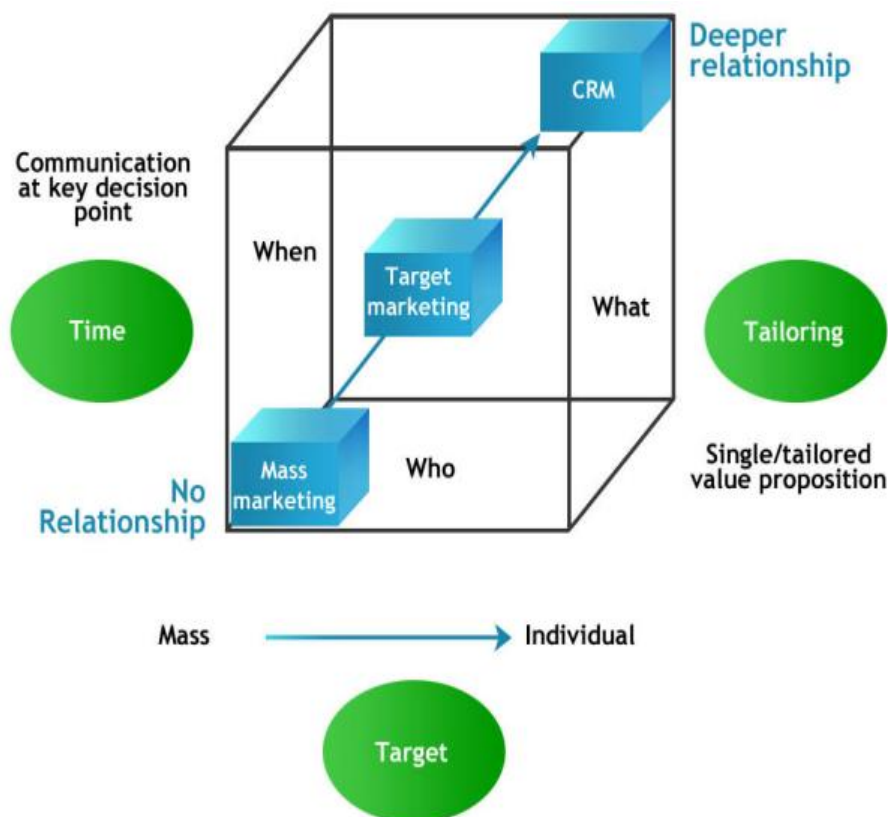 Deeper
relationship
CRM
Communication
at key decision
point
When
Target
marketing
What
Time
Tailoring
Mass
marketing
Who
No
Relationship
Single/tailored
value proposition
Mass
Individual
Target